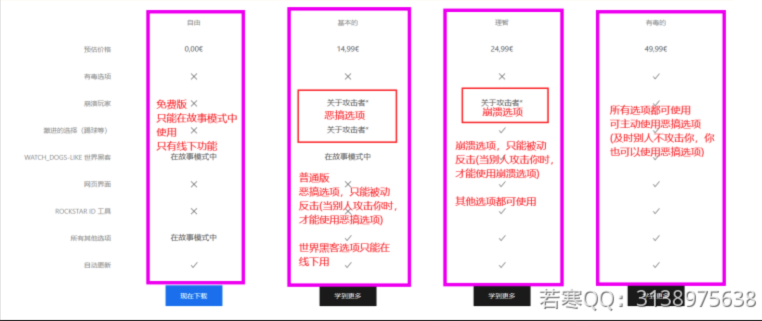 自由 基本的 理解 有毒的
预估价格 0,00€ 14,99€ 24,99€ 49,99€
有毒选项
崩溃玩家 关于攻击者* 关于攻击者*
免费版
只能在故事模式中
使用
只有线下功能
恶搞选项
崩溃选项
所有选项都可使用
可主动使用恶搞选项
(及时别人不攻击你，你
也可以使用恶搞选项)
激进的选择（踢球等） 关于攻击者*
WATCH_DOGS-LIKE 世界黑客 在故事模式中 在故事模式中
崩溃选项，只能被动
反击(当别人攻击你时，
才能使用崩溃选项)
其他选项都可使用
普通版
恶搞选项，只能被动
反击(当别人攻击你时，
才能使用恶搞选项)
网页界面
ROCKSTAR ID 工具
所有其他选项 在故事模式中
世界黑客选项只能在
线下用
自动更新
现在下载 学到更多 学到更多 学到更多
若寒QQ：3138975638